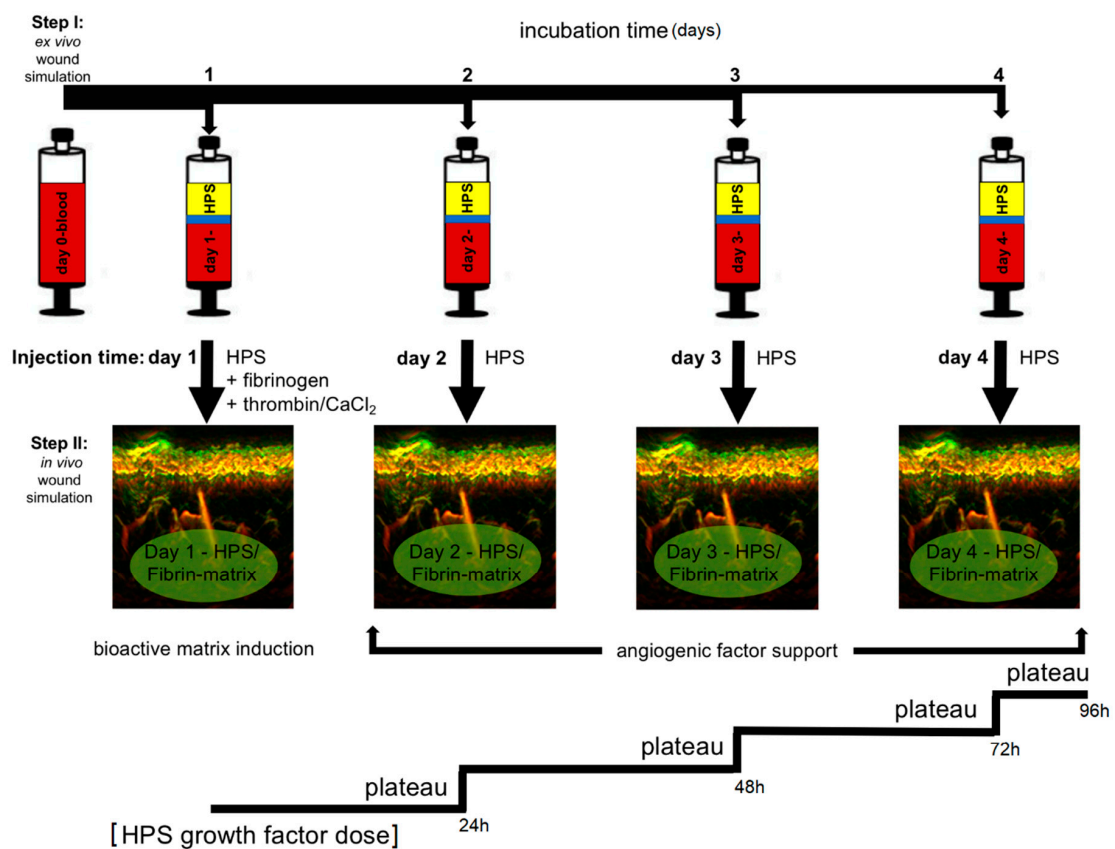 Step I:
ex vivo
wound
simulation
incubation time (days)
1
2
3
4
day 0-blood
day 1-
HPS
day 2-
HPS
day 3-
HPS
day 4-
HPS
Injection time: day 1
HPS
+ fibrinogen
+ thrombin/CaCl₂
day 2
HPS
day 3
HPS
day 4
HPS
Step II:
in vivo
wound
simulation
Day 1 - HPS/
Fibrin-matrix
Day 2 - HPS/
Fibrin-matrix
Day 3 - HPS/
Fibrin-matrix
Day 4 - HPS/
Fibrin-matrix
bioactive matrix induction
angiogenic factor support
plateau
96h
plateau
72h
plateau
48h
plateau
24h
[HPS growth factor dose]